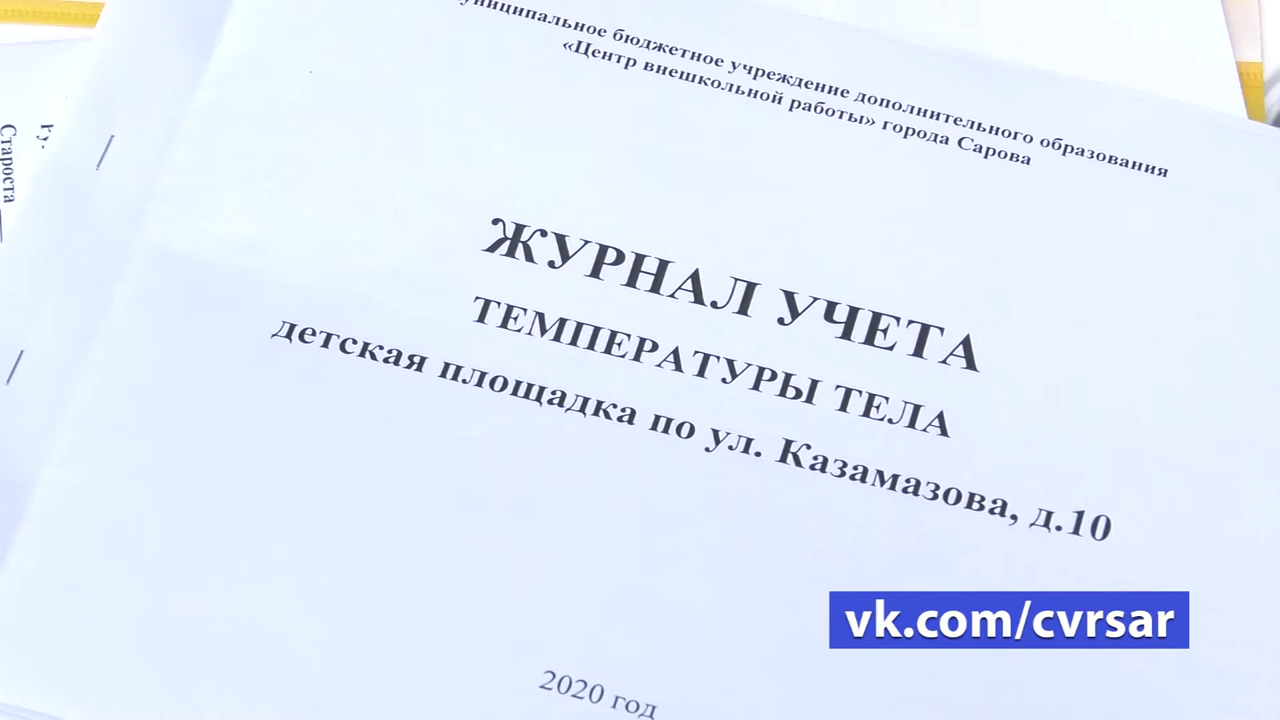 бюджетное учреждение дополнительного образования
«Центр внешкольной работы» города Сарова
ЖУРНАЛ УЧЕТА
ТЕМПЕРАТУРЫ ТЕЛА
детская площадка по ул. Казамазова, д.10
2020 год
Староста
vk.com/cvrsar